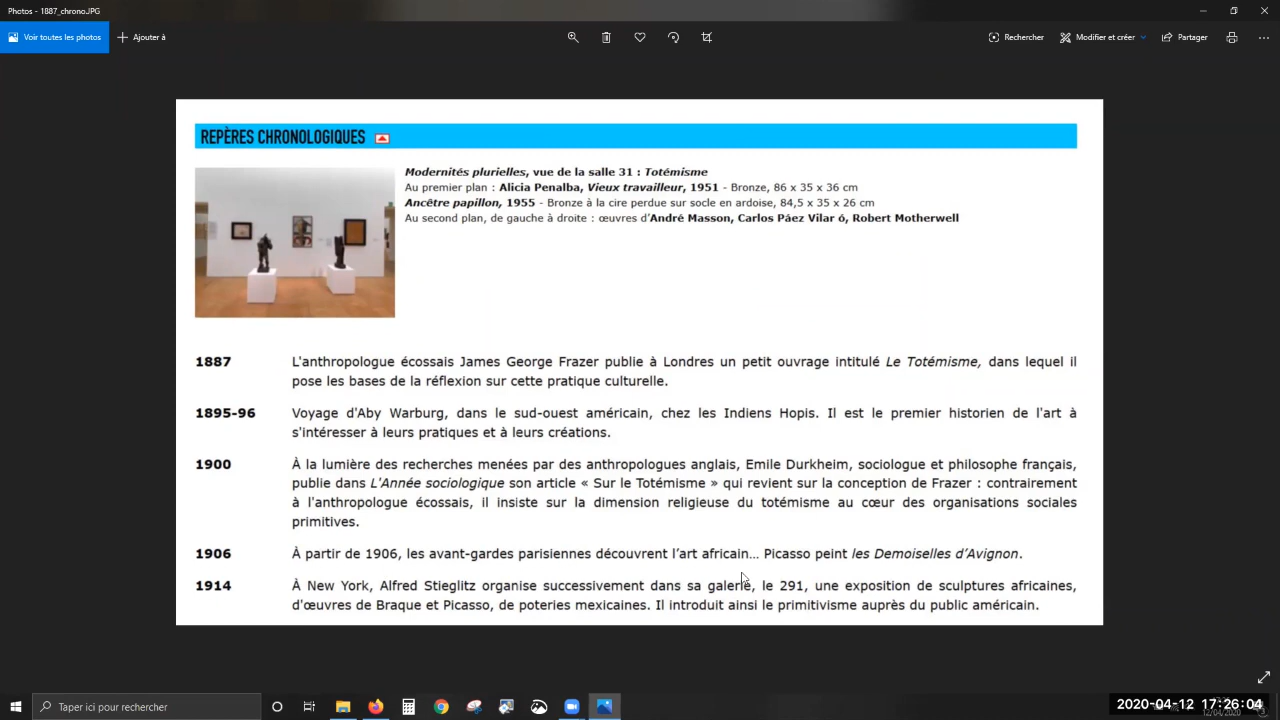 Photos - 1887_chrono.JPG
Voir toutes les photos
Ajouter à
Rechercher
Modifier et créer
Partager
REPÈRES CHRONOLOGIQUES
Modernités plurielles, vue de la salle 31 : Totémisme
Au premier plan : Alicia Penalba, Vieux travailleur, 1951 - Bronze, 86 x 35 x 36 cm
Ancêtre papillon, 1955 - Bronze à la cire perdue sur socle en ardoise, 84,5 x 35 x 26 cm
Au second plan, de gauche à droite : œuvres d'André Masson, Carlos Páez Vilar ó, Robert Motherwell
1887 L'anthropologue écossais James George Frazer publie à Londres un petit ouvrage intitulé Le Totémisme, dans lequel il
pose les bases de la réflexion sur cette pratique culturelle.
1895-96 Voyage d'Aby Warburg, dans le sud-ouest américain, chez les Indiens Hopis. Il est le premier historien de l'art à
s'intéresser à leurs pratiques et à leurs créations.
1900 À la lumière des recherches menées par des anthropologues anglais, Emile Durkheim, sociologue et philosophe français,
publie dans L'Année sociologique son article « Sur le Totémisme » qui revient sur la conception de Frazer : contrairement
à l'anthropologue écossais, il insiste sur la dimension religieuse du totémisme au cœur des organisations sociales
primitives.
1906 À partir de 1906, les avant-gardes parisiennes découvrent l'art africain... Picasso peint les Demoiselles d'Avignon.
1914 À New York, Alfred Stieglitz organise successivement dans sa galerie, le 291, une exposition de sculptures africaines,
d'œuvres de Braque et Picasso, de poteries mexicaines. Il introduit ainsi le primitivisme auprès du public américain.
Taper ici pour rechercher
2020-04-12 17:26:04
12/04/2020